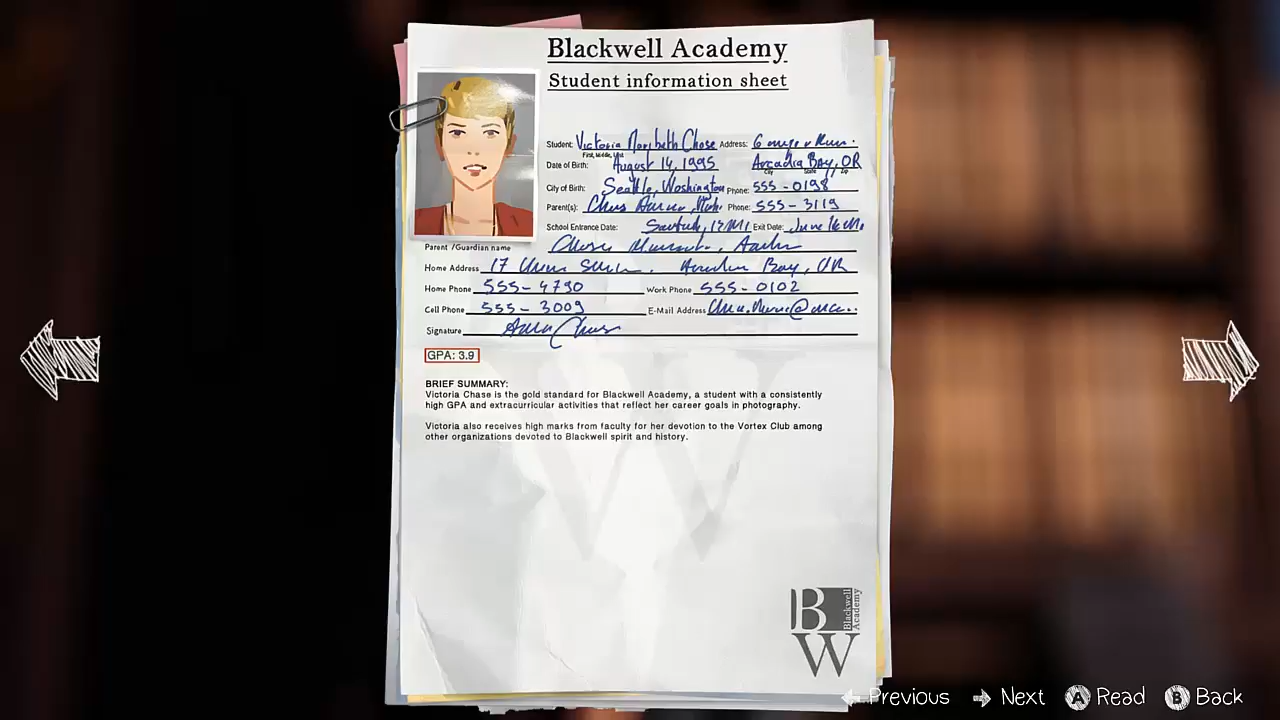 Blackwell Academy
Student information sheet
Student: Victoria Maribeth Chase Address:
First, Middle, Last
Date of Birth: August 14, 1995 Arcadia Bay, OR
City State Zip
City of Birth: Seattle, Washington Phone: 555-0198
Parent(s): Phone: 555-3119
School Entrance Date: Exit Date: June
Parent /Guardian name
Home Address 17 Bay, OR
Home Phone 555-4790 Work Phone 555-0102
Cell Phone 555-3009 E-Mail Address
Signature
GPA: 3.9
BRIEF SUMMARY:
Victoria Chase is the gold standard for Blackwell Academy, a student with a consistently
high GPA and extracurricular activities that reflect her career goals in photography.
Victoria also receives high marks from faculty for her devotion to the Vortex Club among
other organizations devoted to Blackwell spirit and history.
B Blackwell Academy
W
Previous Next A Read B Back